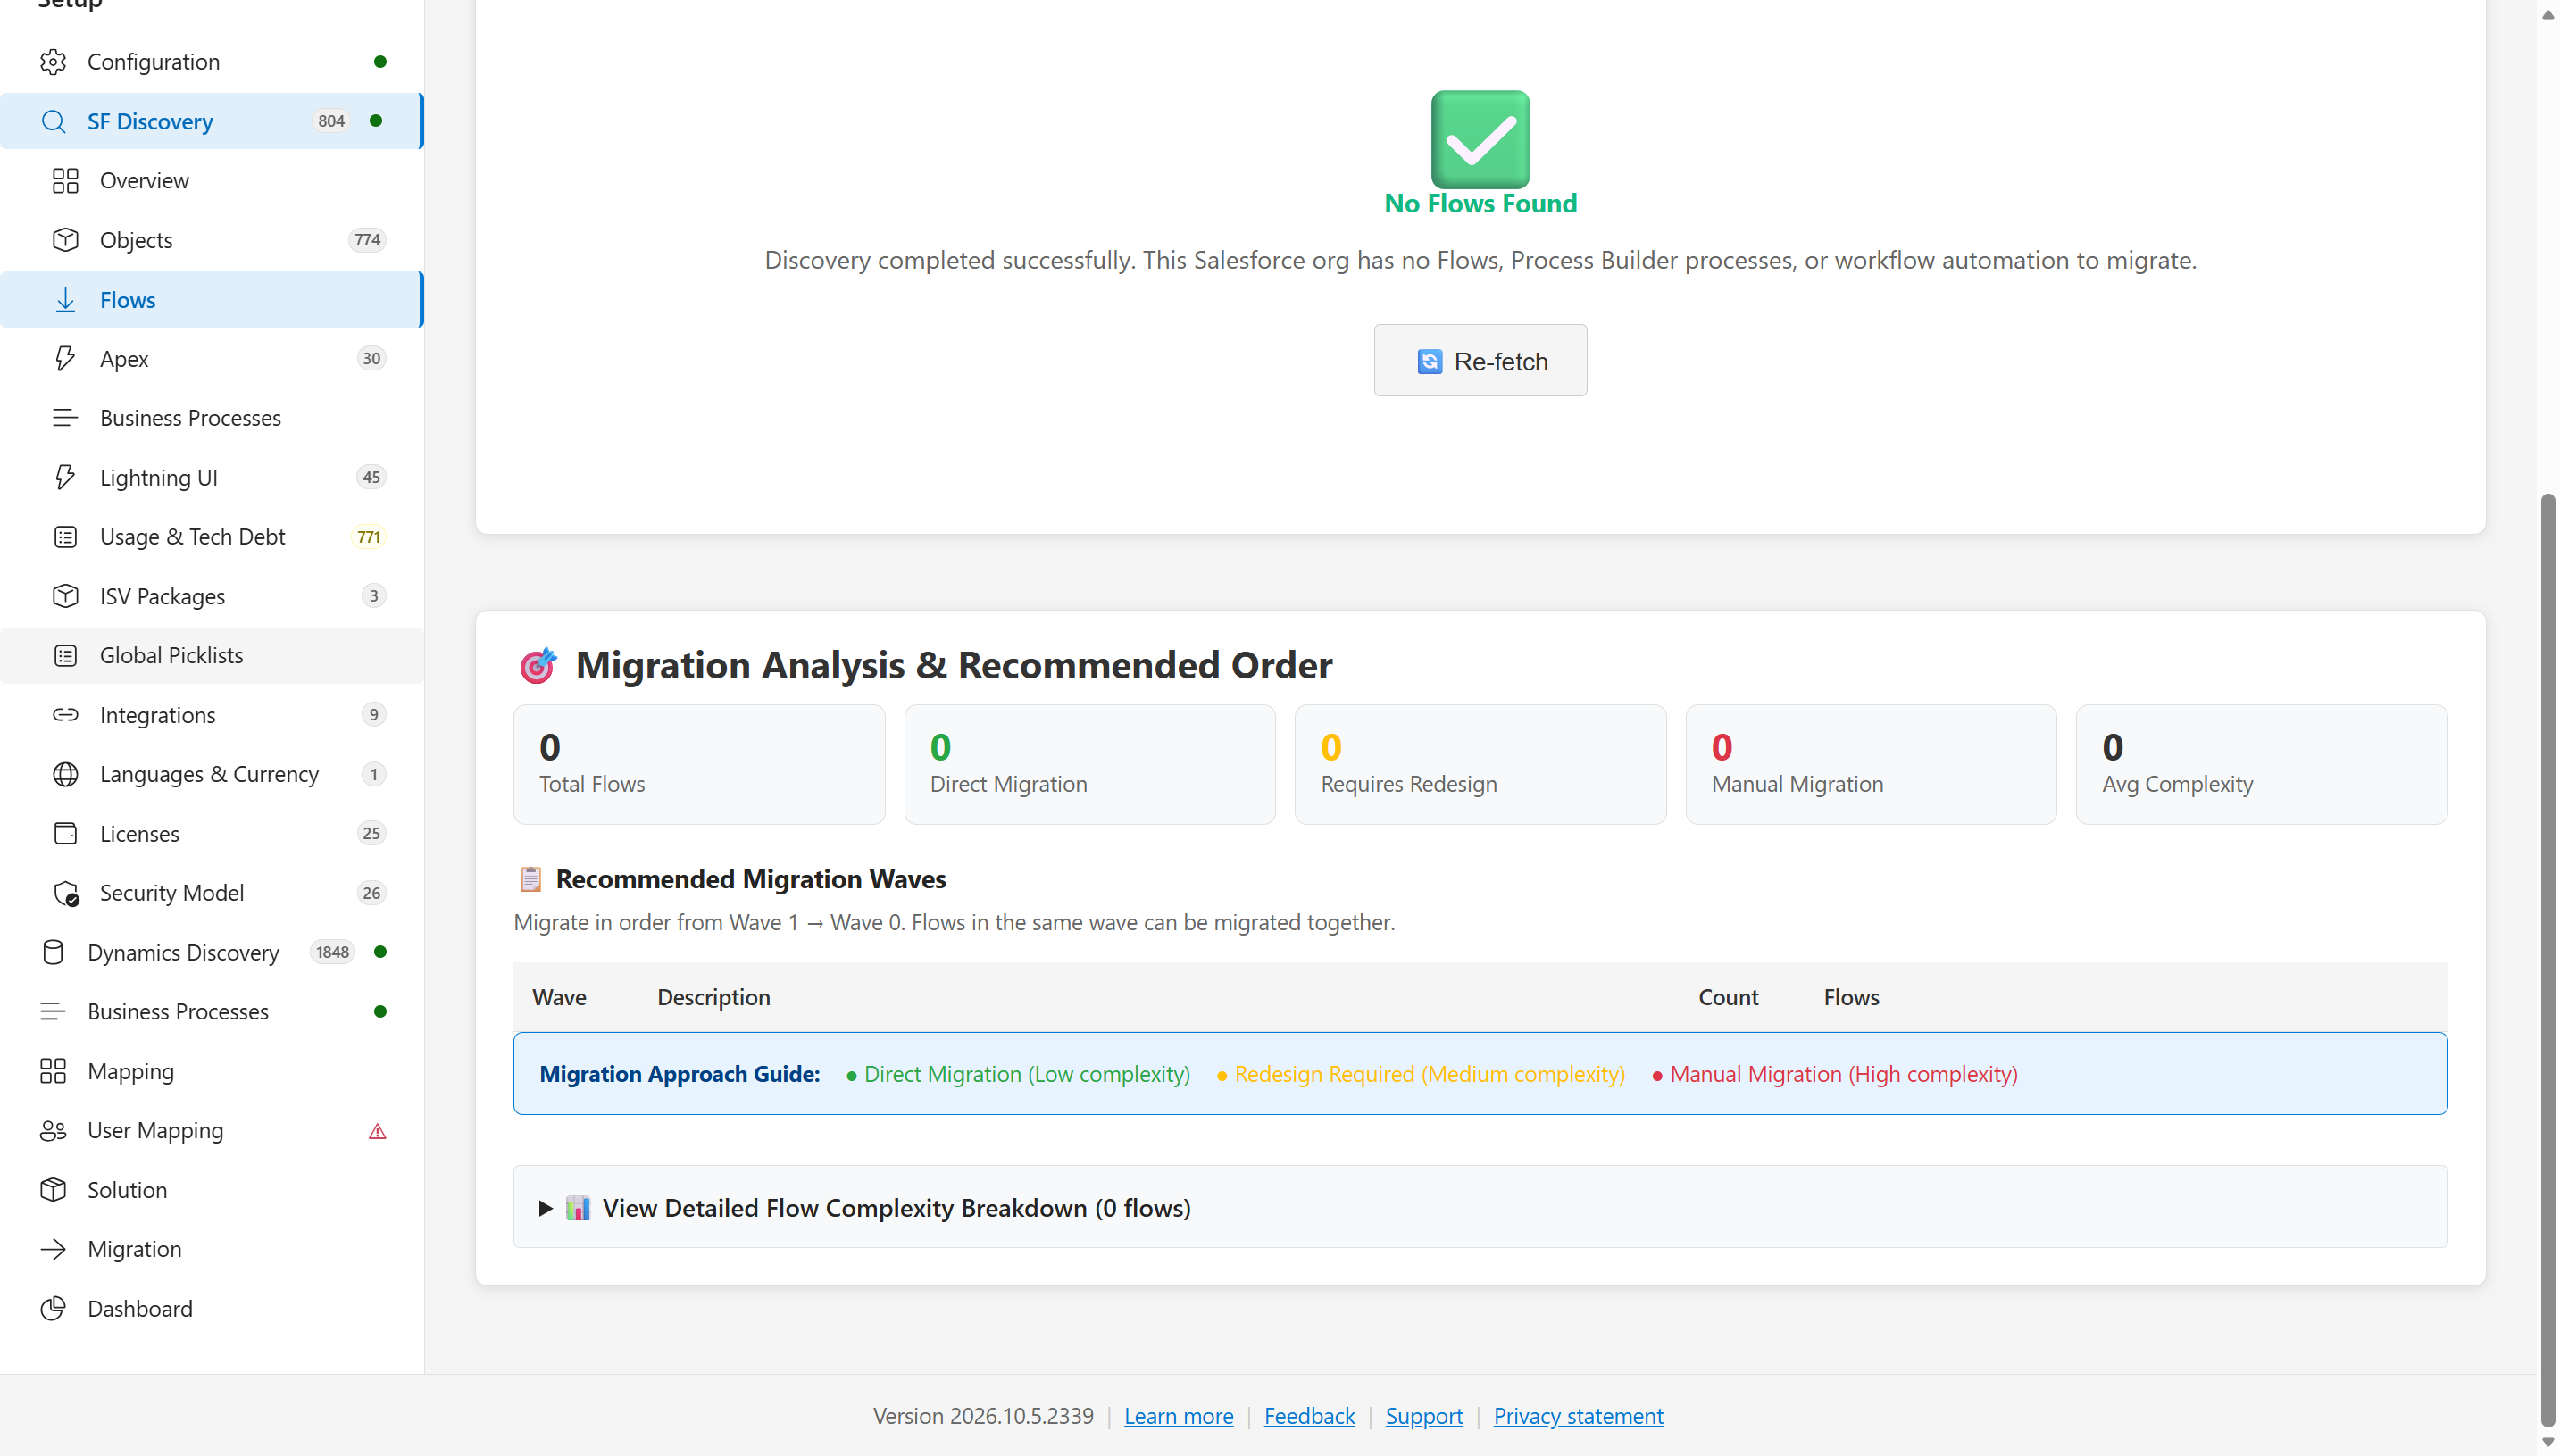 Setup
Configuration
SF Discovery 804
Overview
Objects 774
Flows
Apex 30
Business Processes
Lightning UI 45
Usage & Tech Debt 771
ISV Packages 3
Global Picklists
Integrations 9
Languages & Currency 1
Licenses 25
Security Model 26
Dynamics Discovery 1848
Business Processes
Mapping
User Mapping
Solution
Migration
Dashboard
No Flows Found
Discovery completed successfully. This Salesforce org has no Flows, Process Builder processes, or workflow automation to migrate.
Re-fetch
Migration Analysis & Recommended Order
0 0 0 0 0
Total Flows Direct Migration Requires Redesign Manual Migration Avg Complexity
Recommended Migration Waves
Migrate in order from Wave 1 → Wave 0. Flows in the same wave can be migrated together.
Wave Description Count Flows
Migration Approach Guide: ● Direct Migration (Low complexity) ● Redesign Required (Medium complexity) ● Manual Migration (High complexity)
▶ View Detailed Flow Complexity Breakdown (0 flows)
Version 2026.10.5.2339 | Learn more | Feedback | Support | Privacy statement